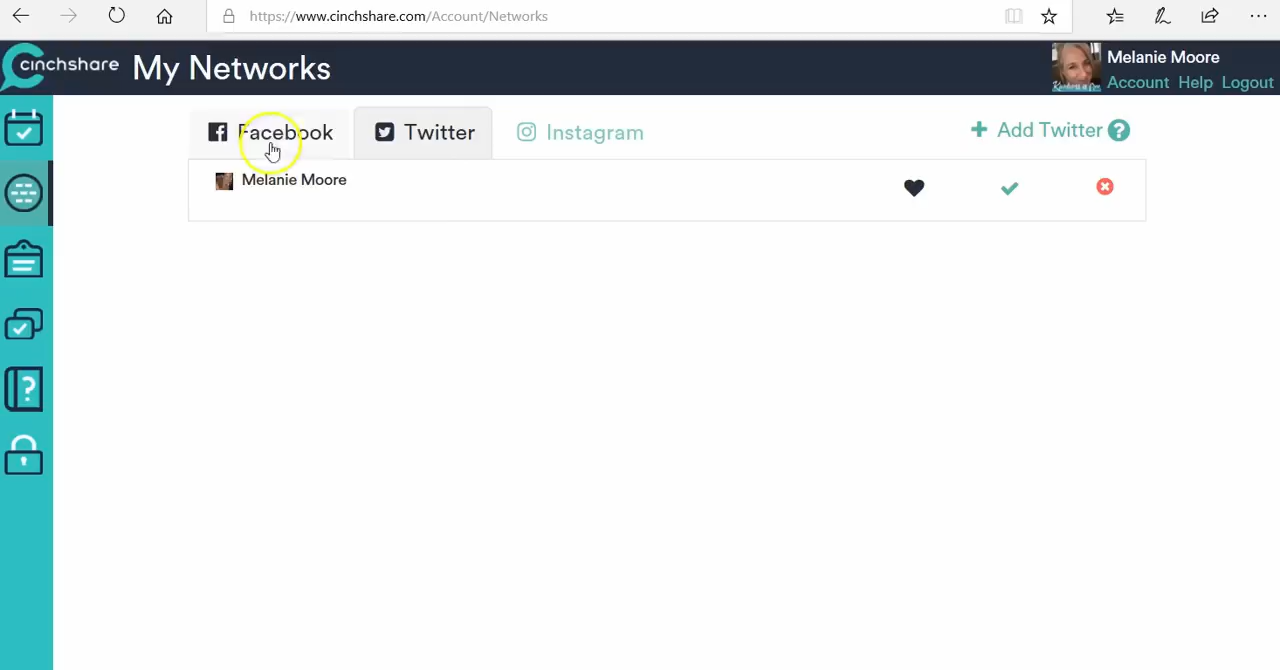 https://www.cinchshare.com/Account/Networks
cinchshare
My Networks
Melanie Moore
Account Help Logout
Facebook
Twitter
Instagram
+ Add Twitter ?
Melanie Moore